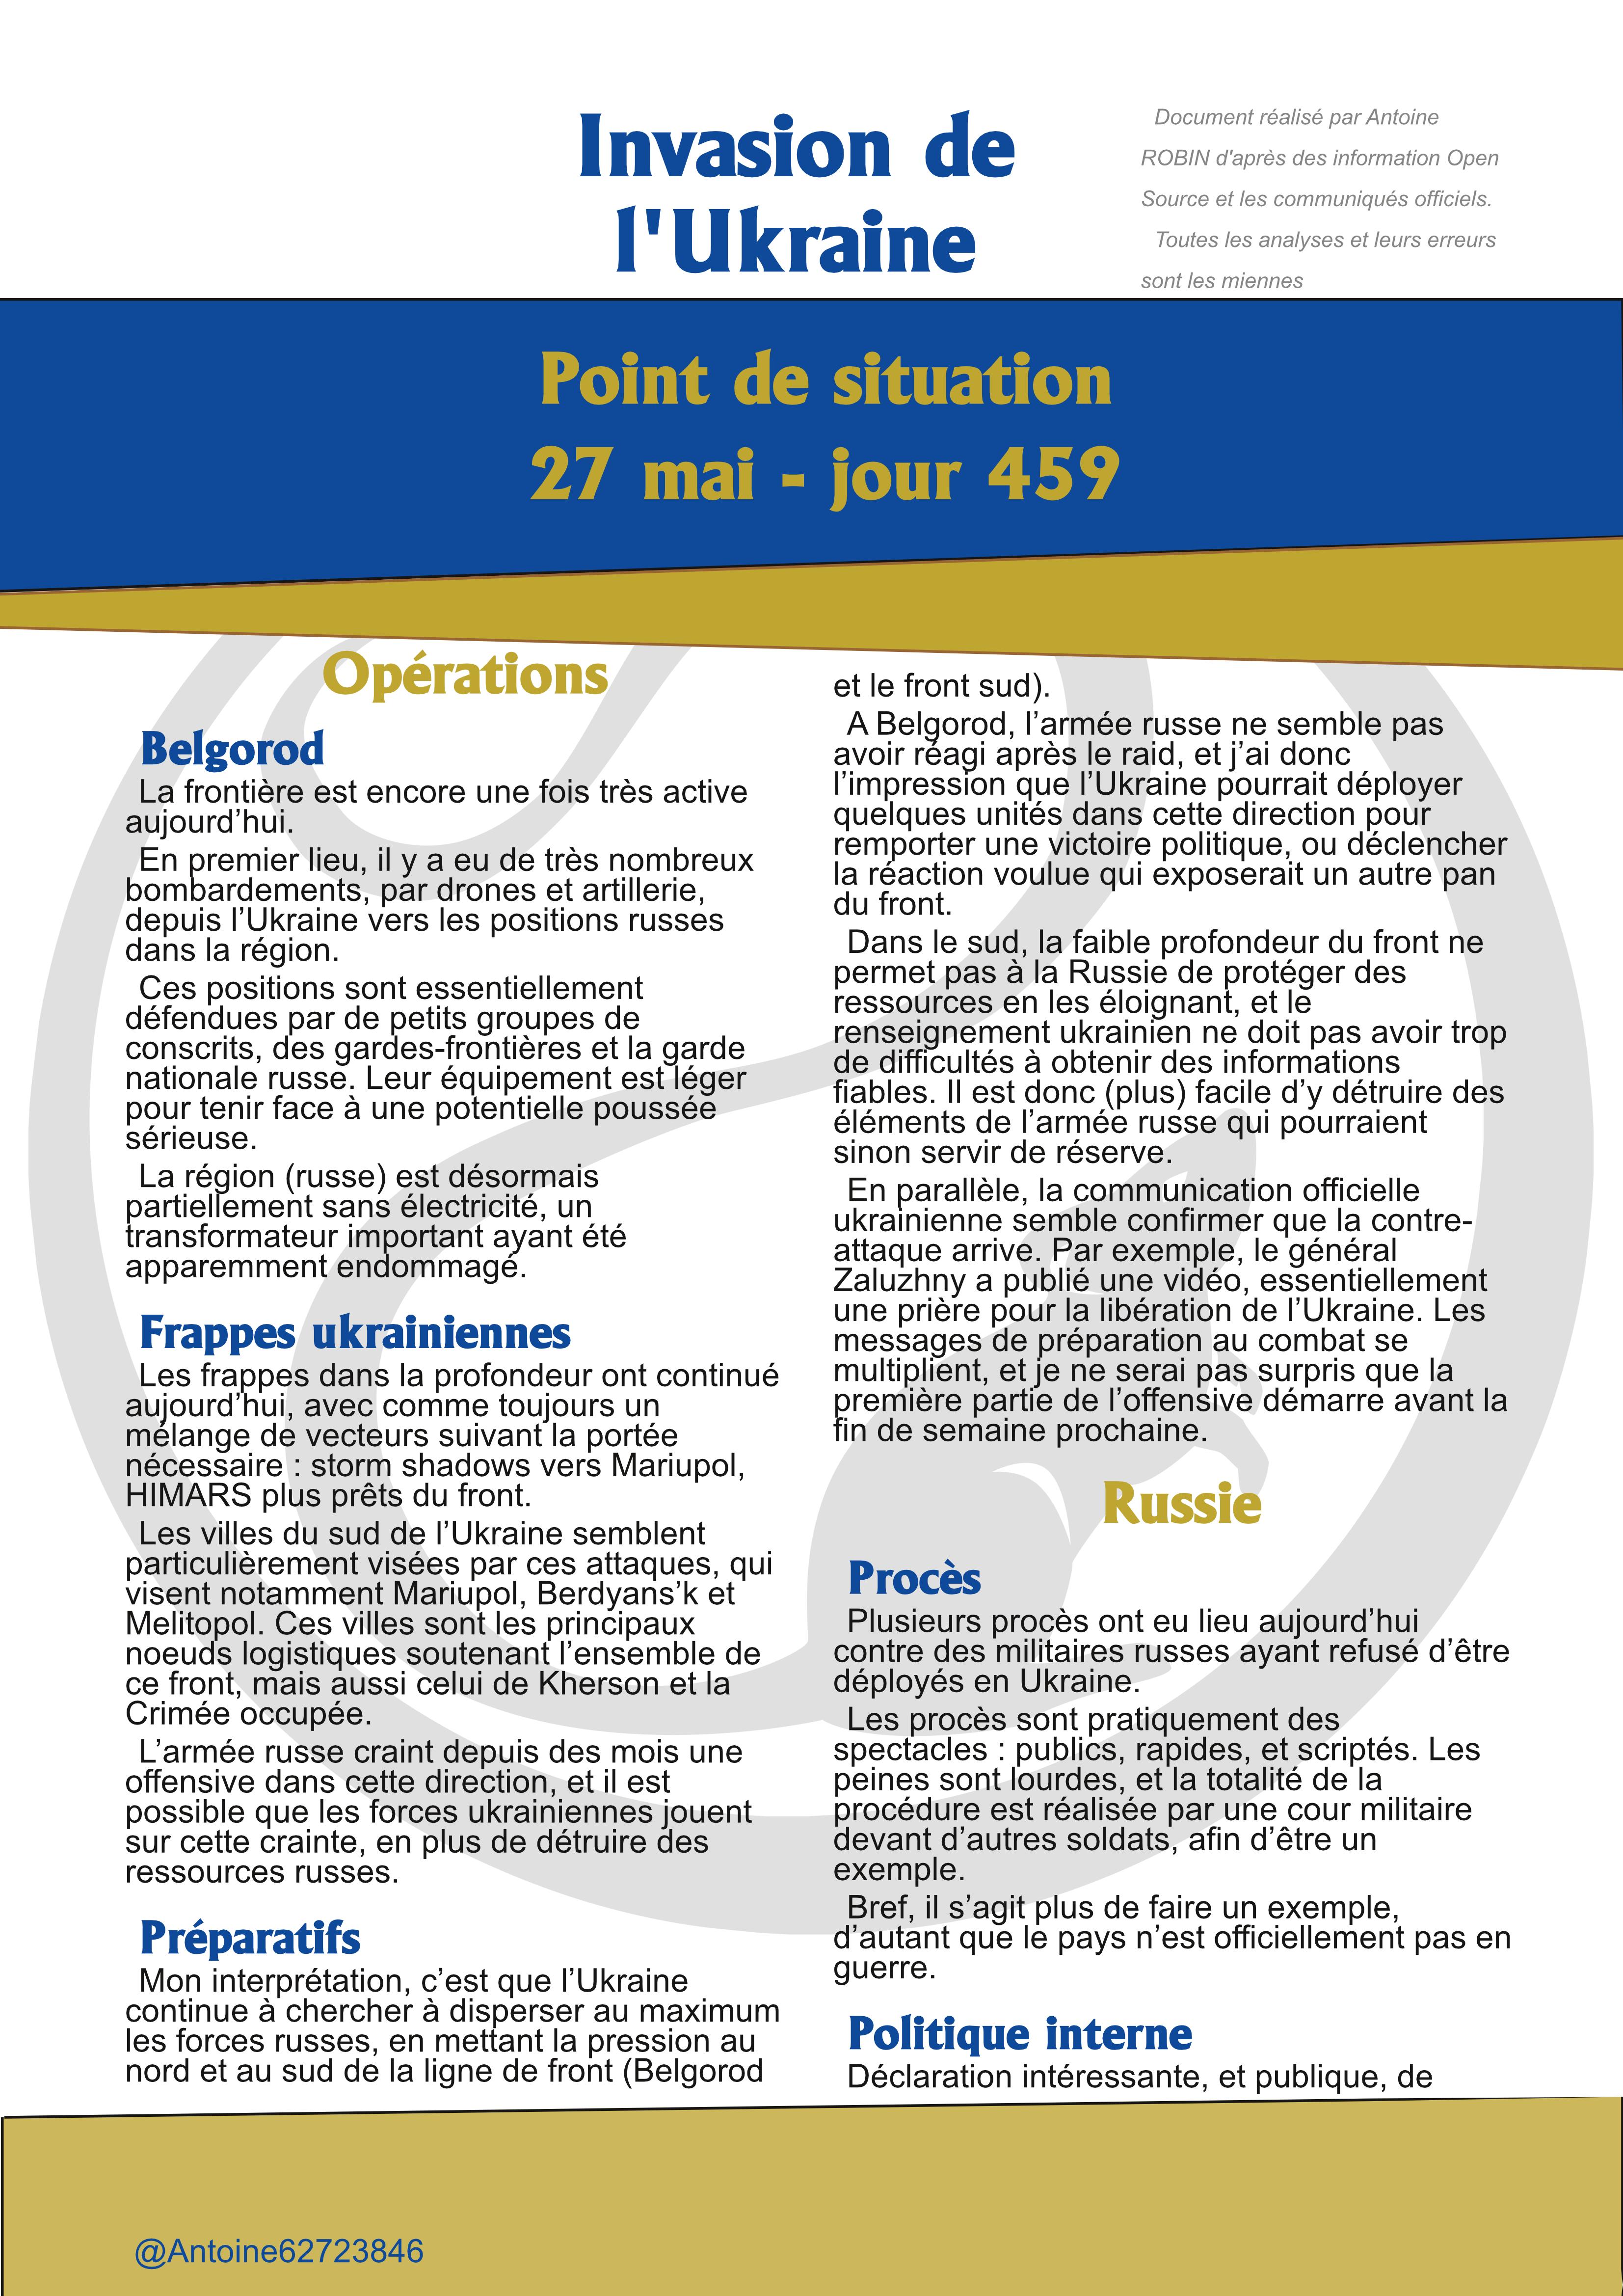 Invasion de
l'Ukraine
Document réalisé par Antoine
ROBIN d'après des information Open
Source et les communiqués officiels.
Toutes les analyses et leurs erreurs
sont les miennes
Point de situation
27 mai - jour 459
Opérations
Belgorod
La frontière est encore une fois très active
aujourd’hui.
En premier lieu, il y a eu de très nombreux
bombardements, par drones et artillerie,
depuis l’Ukraine vers les positions russes
dans la région.
Ces positions sont essentiellement
défendues par de petits groupes de
conscrits, des gardes-frontières et la garde
nationale russe. Leur équipement est léger
pour tenir face à une potentielle poussée
sérieuse.
La région (russe) est désormais
partiellement sans électricité, un
transformateur important ayant été
apparemment endommagé.
Frappes ukrainiennes
Les frappes dans la profondeur ont continué
aujourd’hui, avec comme toujours un
mélange de vecteurs suivant la portée
nécessaire : storm shadows vers Mariupol,
HIMARS plus prêts du front.
Les villes du sud de l’Ukraine semblent
particulièrement visées par ces attaques, qui
visent notamment Mariupol, Berdyans’k et
Melitopol. Ces villes sont les principaux
noeuds logistiques soutenant l’ensemble de
ce front, mais aussi celui de Kherson et la
Crimée occupée.
L’armée russe craint depuis des mois une
offensive dans cette direction, et il est
possible que les forces ukrainiennes jouent
sur cette crainte, en plus de détruire des
ressources russes.
Préparatifs
Mon interprétation, c’est que l’Ukraine
continue à chercher à disperser au maximum
les forces russes, en mettant la pression au
nord et au sud de la ligne de front (Belgorod
et le front sud).
A Belgorod, l’armée russe ne semble pas
avoir réagi après le raid, et j’ai donc
l’impression que l’Ukraine pourrait déployer
quelques unités dans cette direction pour
remporter une victoire politique, ou déclencher
la réaction voulue qui exposerait un autre pan
du front.
Dans le sud, la faible profondeur du front ne
permet pas à la Russie de protéger des
ressources en les éloignant, et le
renseignement ukrainien ne doit pas avoir trop
de difficultés à obtenir des informations
fiables. Il est donc (plus) facile d’y détruire des
éléments de l’armée russe qui pourraient
sinon servir de réserve.
En parallèle, la communication officielle
ukrainienne semble confirmer que la contre-
attaque arrive. Par exemple, le général
Zaluzhny a publié une vidéo, essentiellement
une prière pour la libération de l’Ukraine. Les
messages de préparation au combat se
multiplient, et je ne serai pas surpris que la
première partie de l’offensive démarre avant la
fin de semaine prochaine.
Russie
Procès
Plusieurs procès ont eu lieu aujourd’hui
contre des militaires russes ayant refusé d’être
déployés en Ukraine.
Les procès sont pratiquement des
spectacles : publics, rapides, et scriptés. Les
peines sont lourdes, et la totalité de la
procédure est réalisée par une cour militaire
devant d’autres soldats, afin d’être un
exemple.
Bref, il s’agit plus de faire un exemple,
d’autant que le pays n’est officiellement pas en
guerre.
Politique interne
Déclaration intéressante, et publique, de
@Antoine62723846